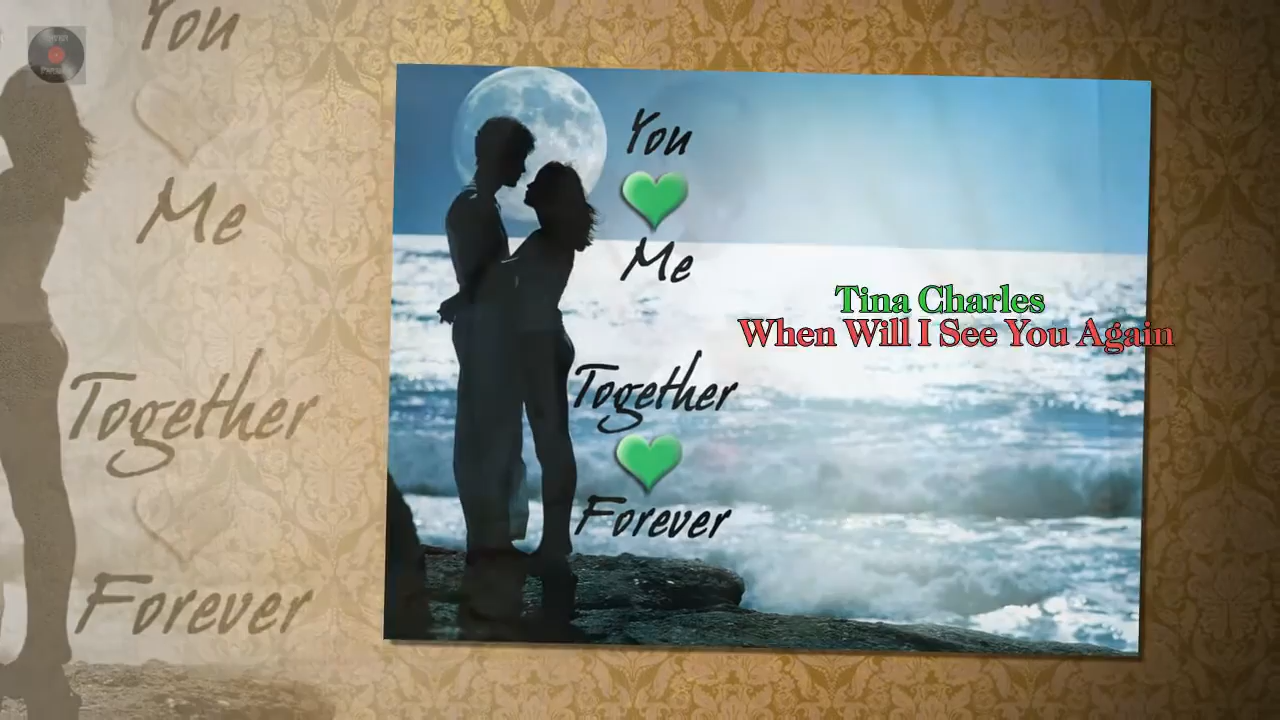 You
Me
Together
Forever
You
Me
Together
Forever
Tina Charles
When Will I See You Again